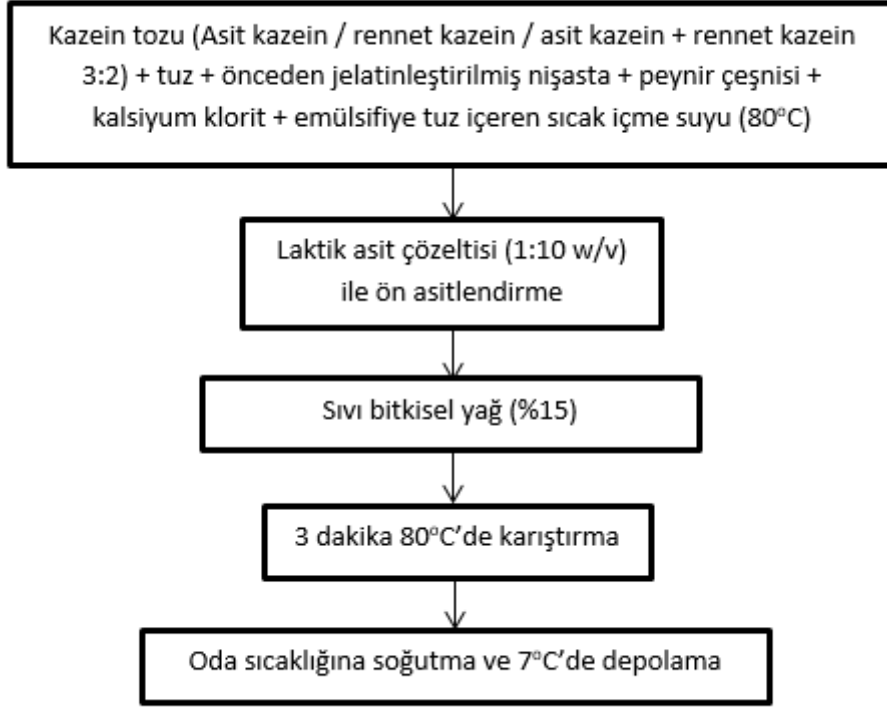 Kazein tozu (Asit kazein / rennet kazein / asit kazein + rennet kazein
3:2) + tuz + önceden jelatinleştirilmiş nişasta + peynir çeşnisi +
kalsiyum klorit + emülsifiye tuz içeren sıcak içme suyu (80°C)
Laktik asit çözeltisi (1:10 w/v)
ile ön asitlendirme
Sıvı bitkisel yağ (%15)
3 dakika 80°C’de karıştırma
Oda sıcaklığına soğutma ve 7°C’de depolama